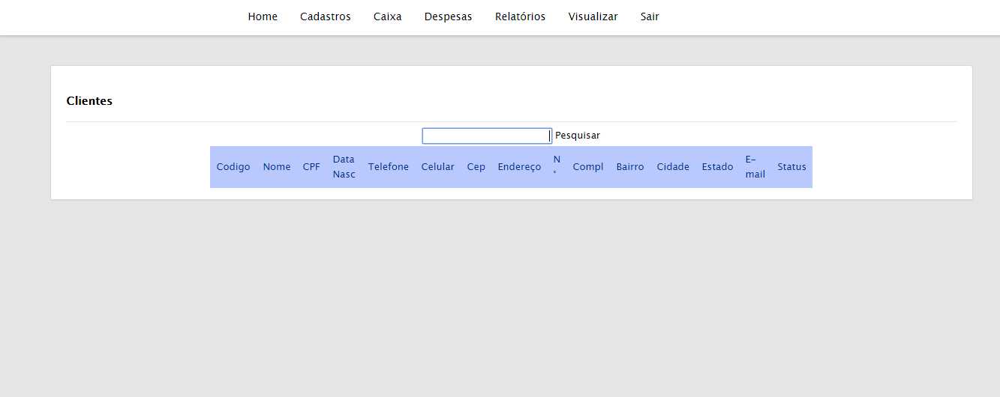 Home Cadastros Caixa Despesas Relatórios Visualizar Sair
Clientes
Pesquisar
Codigo Nome CPF Data Nasc Telefone Celular Cep Endereço N° Compl Bairro Cidade Estado E-mail Status